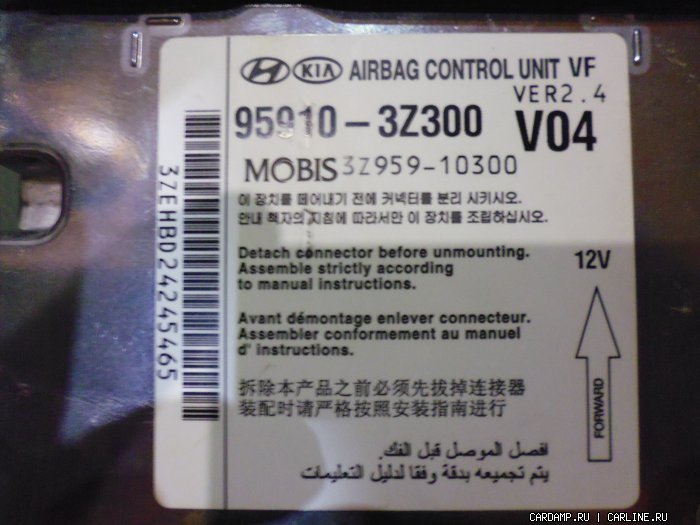 HYUNDAI KIA AIRBAG CONTROL UNIT VF
VER2.4
95910-3Z300 V04
MOBIS 3Z959-10300
이 장치를 떼어내기 전에 커넥터를 분리 시키시오.
안내 책자의 지침에 따라서만 이 장치를 조립하십시오.
Detach connector before unmounting.
Assemble strictly according
to manual instructions.
12V
Avant démontage enlever connecteur.
Assembler conformement au manuel
d' instructions.
拆除本产品之前必须先拔掉连接器
装配时请严格按照安装指南进行
افصل الموصل قبل الفك.
يتم تجميعه بدقة وفقا لدليل التعليمات
FORWARD
3ZEHBD24245465
CARDAMP.RU | CARLINE.RU